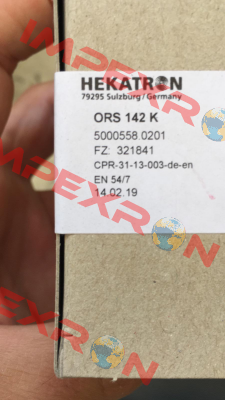 HEKATRON
79295 Sulzburg/Germany
ORS 142 K
5000558.0201
FZ: 321841
CPR-31-13-003-de-en
EN 54/7
14.02.19
IMPEXRON
IMPEXRON